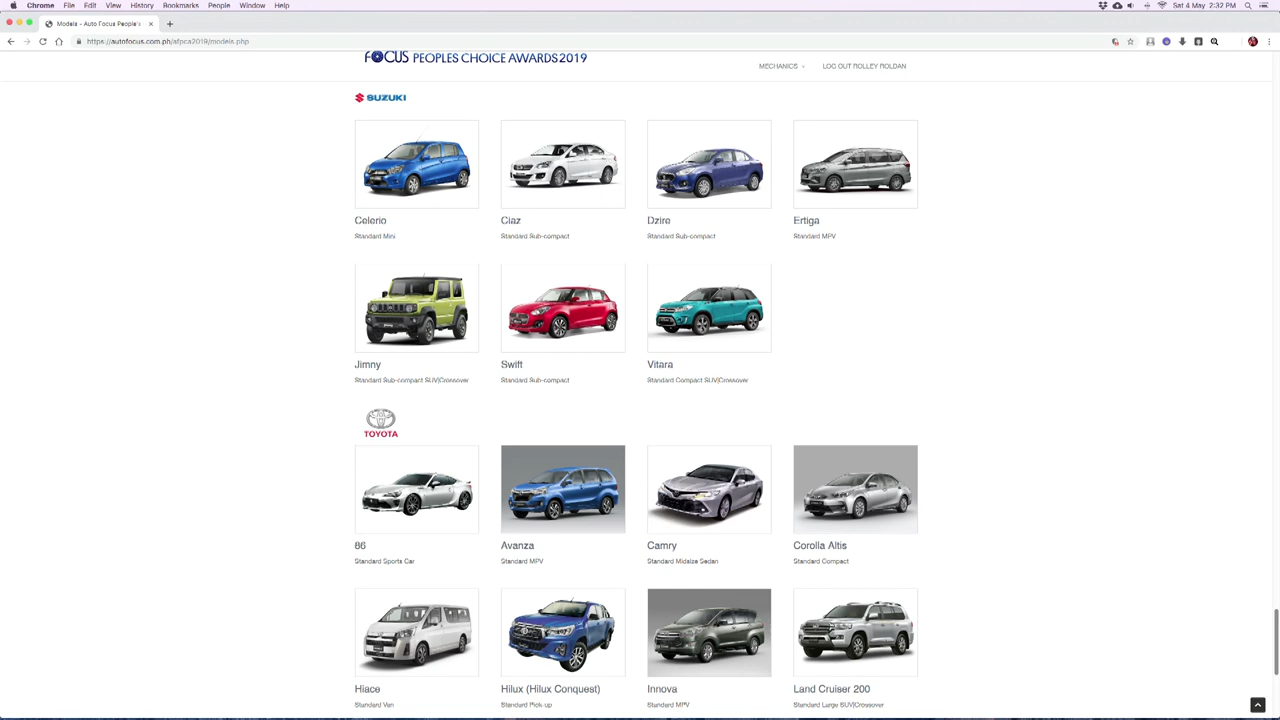 Chrome File Edit View History Bookmarks People Window Help
Sat 4 May 2:32 PM
Models - Auto Focus People's
https://autofocus.com.ph/afpca2019/models.php
FOCUS PEOPLES CHOICE AWARDS 2019
MECHANICS
LOG OUT ROLLEY ROLDAN
SUZUKI
Celerio Ciaz Dzire Ertiga
Standard Mini Standard Sub-compact Standard Sub-compact Standard MPV
Jimny Swift Vitara
Standard Sub-compact SUV|Crossover Standard Sub-compact Standard Compact SUV|Crossover
TOYOTA
86 Avanza Camry Corolla Altis
Standard Sports Car Standard MPV Standard Midsize Sedan Standard Compact
Hiace Hilux (Hilux Conquest) Innova Land Cruiser 200
Standard Van Standard Pick-up Standard MPV Standard Large SUV|Crossover